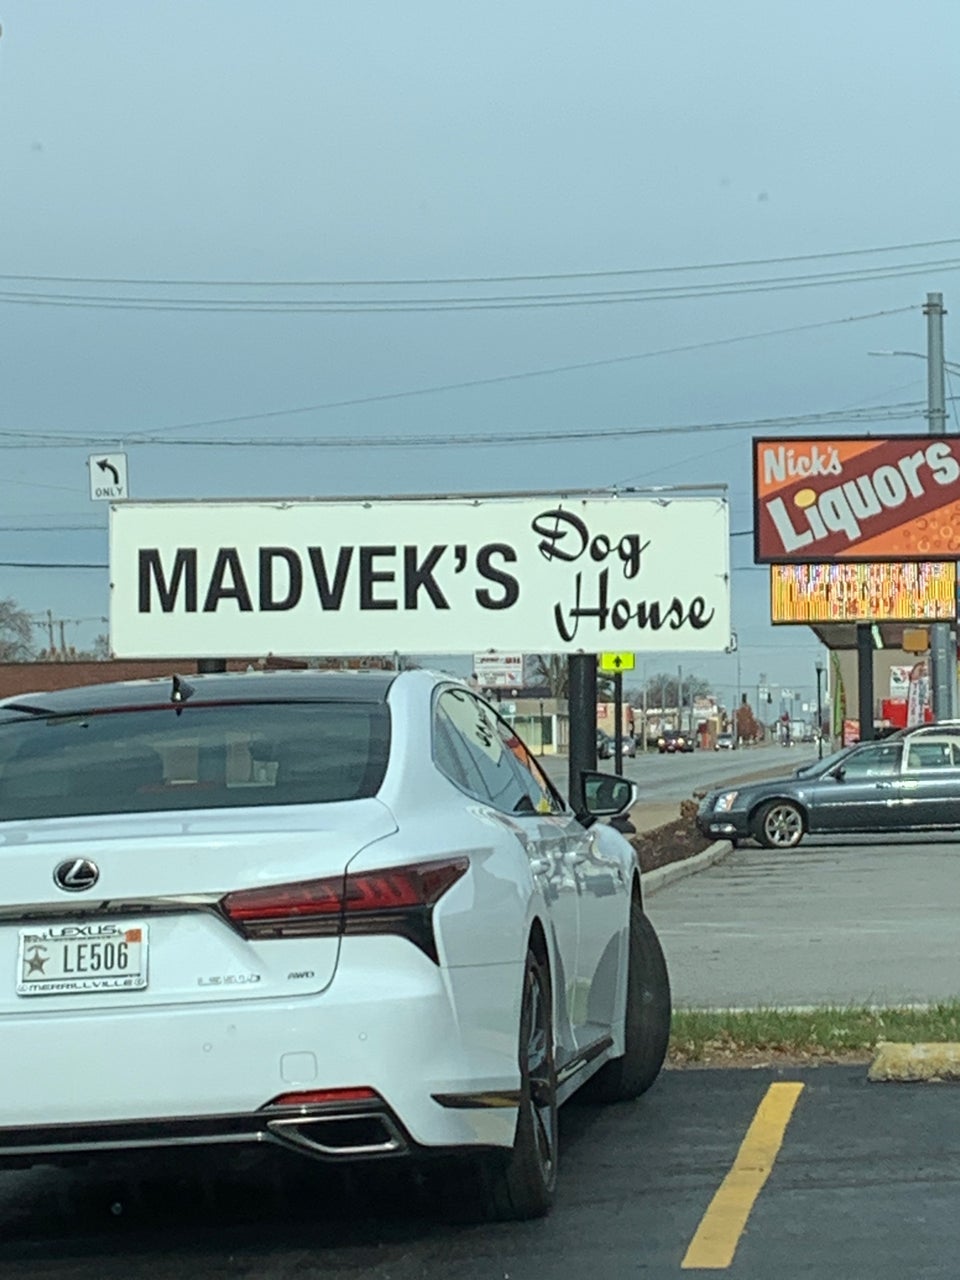 ONLY
MADVEK'S Dog
House
Nick's
Liquors
LEXUS
LE506
MERRILLVILLE
AWD